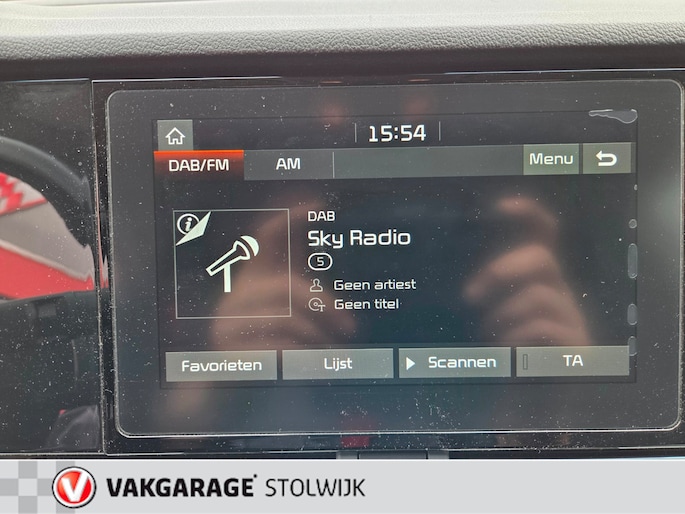 15:54
DAB/FM
AM
Menu
DAB
Sky Radio
5
Geen artiest
Geen titel
Favorieten
Lijst
Scannen
TA
VAKGARAGE STOLWIJK